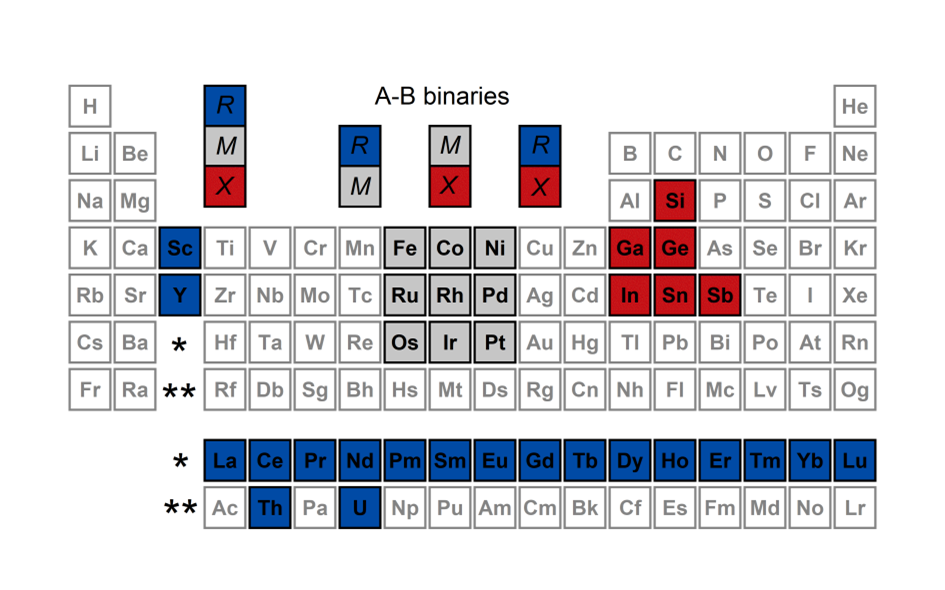 A-B binaries
H R He
Li Be M R M R B C N O F Ne
Na Mg X M X X Al Si P S Cl Ar
K Ca Sc Ti V Cr Mn Fe Co Ni Cu Zn Ga Ge As Se Br Kr
Rb Sr Y Zr Nb Mo Tc Ru Rh Pd Ag Cd In Sn Sb Te I Xe
Cs Ba * Hf Ta W Re Os Ir Pt Au Hg Tl Pb Bi Po At Rn
Fr Ra ** Rf Db Sg Bh Hs Mt Ds Rg Cn Nh Fl Mc Lv Ts Og
* La Ce Pr Nd Pm Sm Eu Gd Tb Dy Ho Er Tm Yb Lu
** Ac Th Pa U Np Pu Am Cm Bk Cf Es Fm Md No Lr